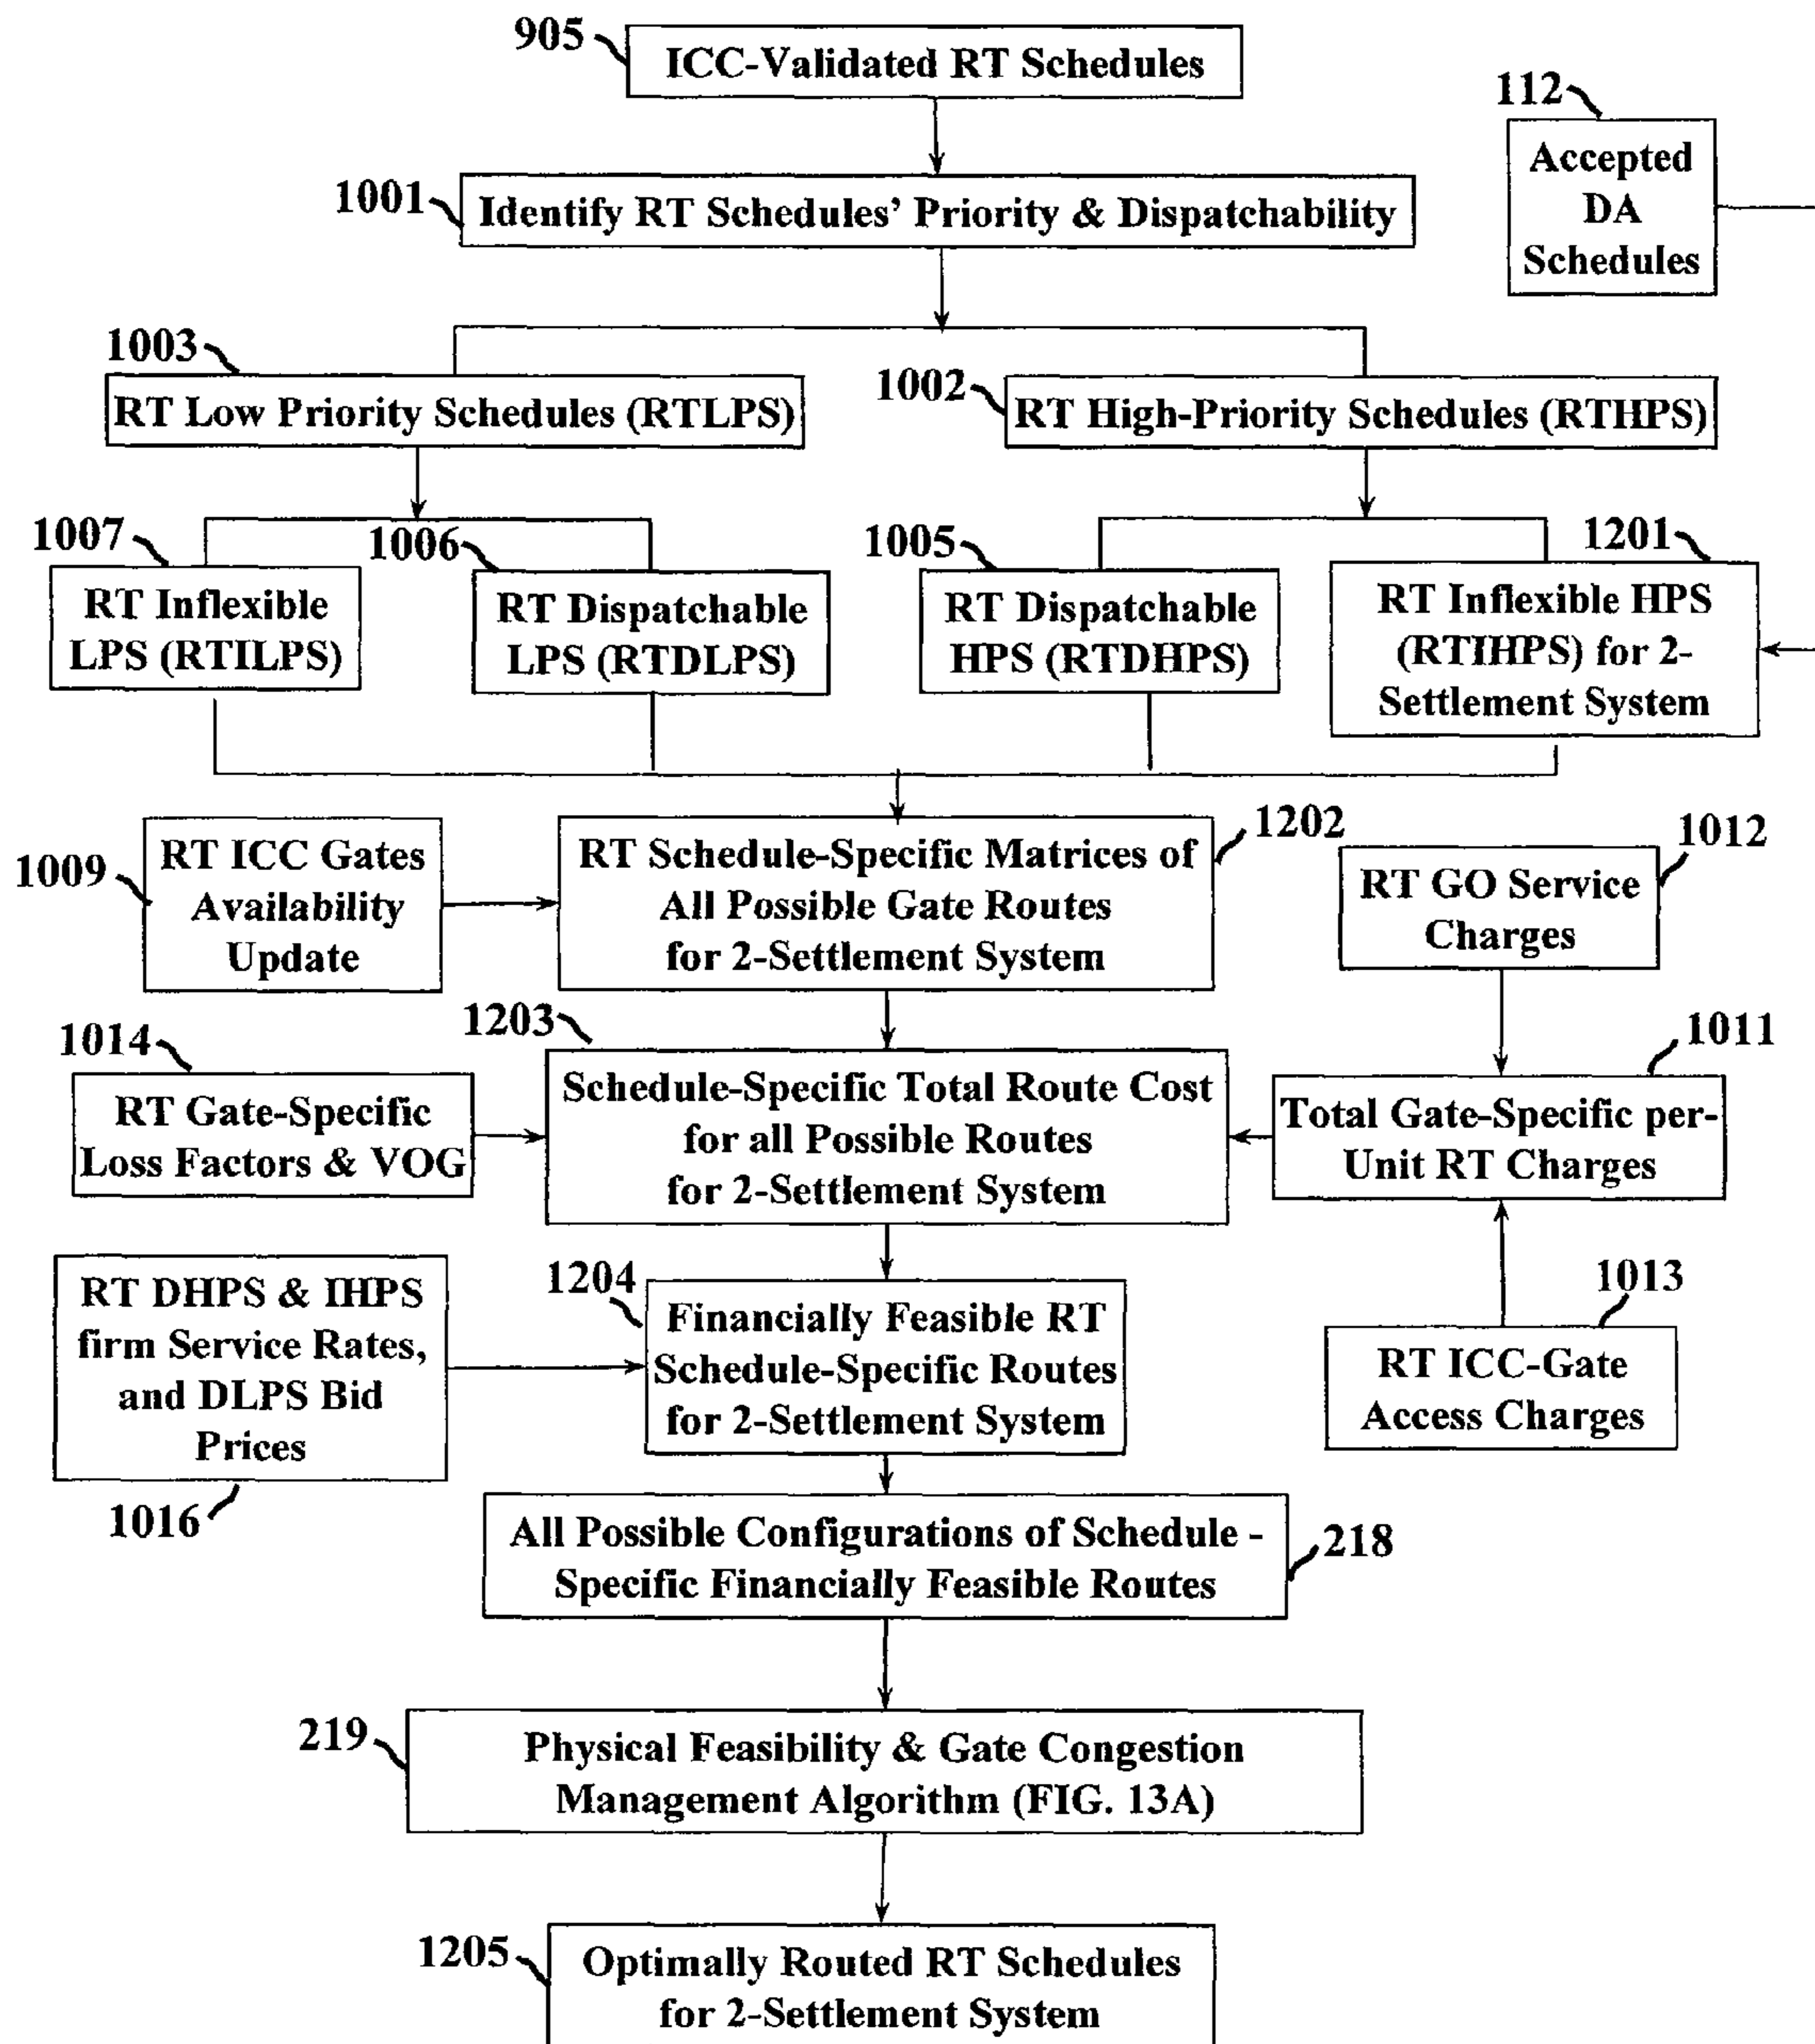 905
ICC-Validated RT Schedules
112
Accepted
DA
Schedules
1001
Identify RT Schedules' Priority & Dispatchability
1003
RT Low Priority Schedules (RTLPS)
1002
RT High-Priority Schedules (RTHPS)
1007
RT Inflexible
LPS (RTILPS)
1006
RT Dispatchable
LPS (RTDLPS)
1005
RT Dispatchable
HPS (RTDHPS)
1201
RT Inflexible HPS
(RTIHPS) for 2-
Settlement System
1009
RT ICC Gates
Availability
Update
1202
RT Schedule-Specific Matrices of
All Possible Gate Routes
for 2-Settlement System
1012
RT GO Service
Charges
1014
RT Gate-Specific
Loss Factors & VOG
1203
Schedule-Specific Total Route Cost
for all Possible Routes
for 2-Settlement System
1011
Total Gate-Specific per-
Unit RT Charges
RT DHPS & IHPS
firm Service Rates,
and DLPS Bid
Prices
1016
1204
Financially Feasible RT
Schedule-Specific Routes
for 2-Settlement System
1013
RT ICC-Gate
Access Charges
All Possible Configurations of Schedule -
Specific Financially Feasible Routes
218
219
Physical Feasibility & Gate Congestion
Management Algorithm (FIG. 13A)
1205
Optimally Routed RT Schedules
for 2-Settlement System